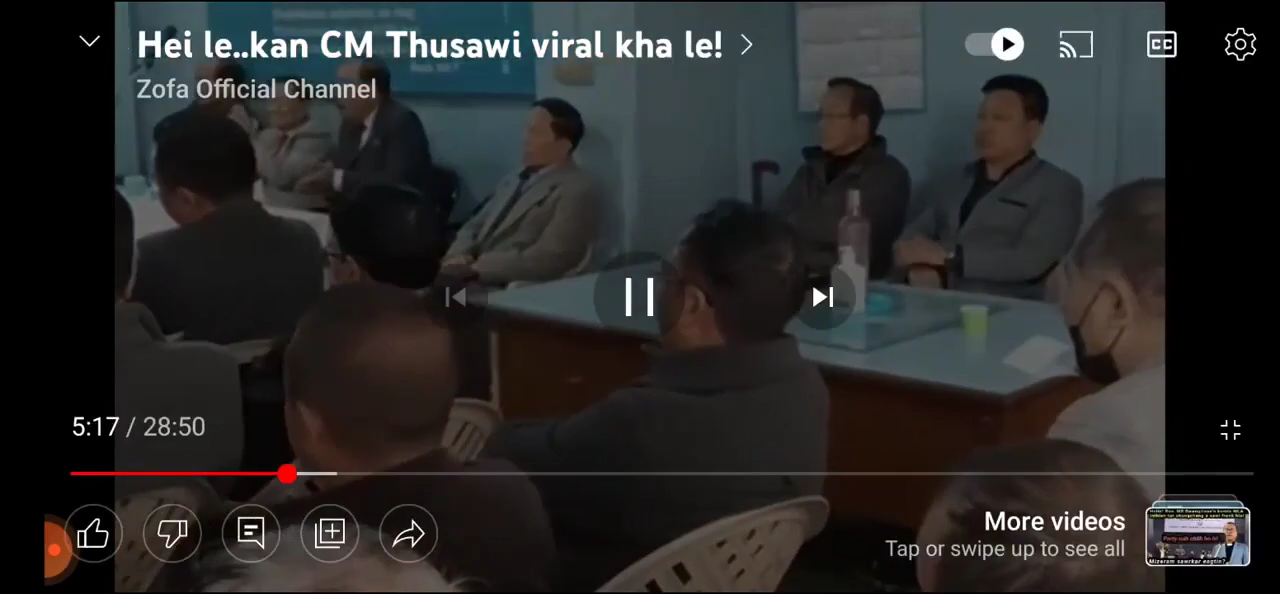 Hei le..kan CM Thusawi viral kha le!
Zofa Official Channel
CC
5:17 / 28:50
More videos
Tap or swipe up to see all